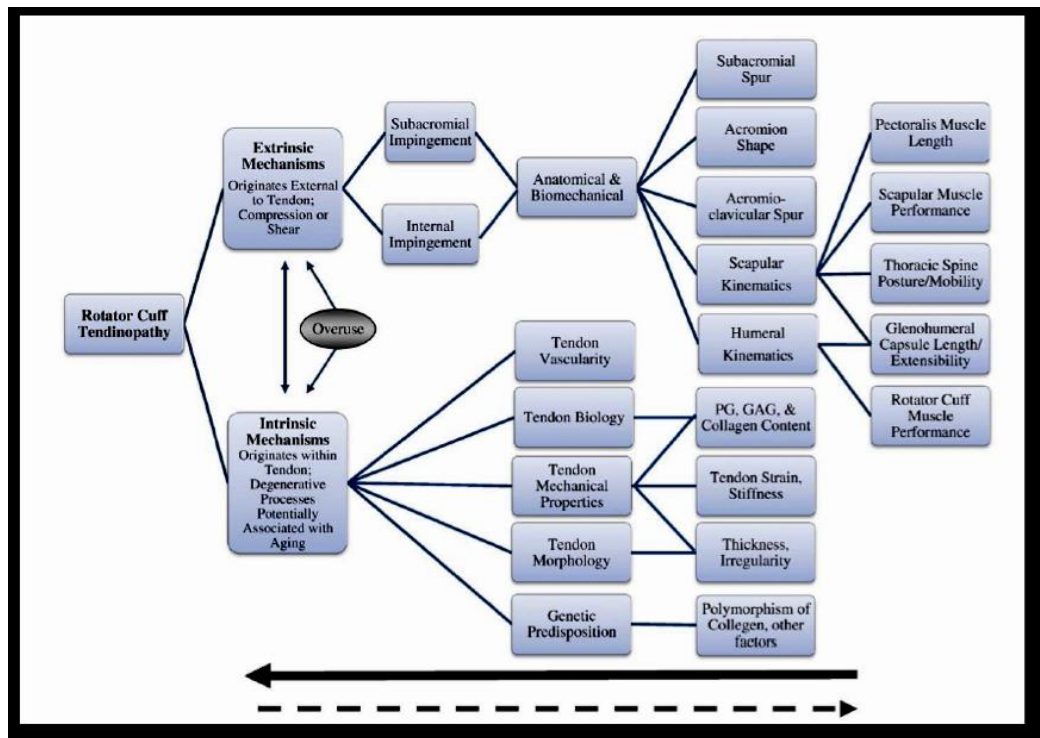 Rotator Cuff
Tendinopathy
Extrinsic
Mechanisms
Originates External
to Tendon;
Compression or
Shear
Overuse
Intrinsic
Mechanisms
Originates within
Tendon;
Degenerative
Processes
Potentially
Associated with
Aging
Subacromial
Impingement
Internal
Impingement
Anatomical &
Biomechanical
Subacromial
Spur
Acromion
Shape
Acromio-
clavicular Spur
Scapular
Kinematics
Humeral
Kinematics
Pectoralis Muscle
Length
Scapular Muscle
Performance
Thoracic Spine
Posture/Mobility
Glenohumeral
Capsule Length/
Extensibility
Rotator Cuff
Muscle
Performance
Tendon
Vascularity
Tendon Biology
Tendon
Mechanical
Properties
Tendon
Morphology
Genetic
Predisposition
PG, GAG, &
Collagen Content
Tendon Strain,
Stiffness
Thickness,
Irregularity
Polymorphism of
Collegen, other
factors